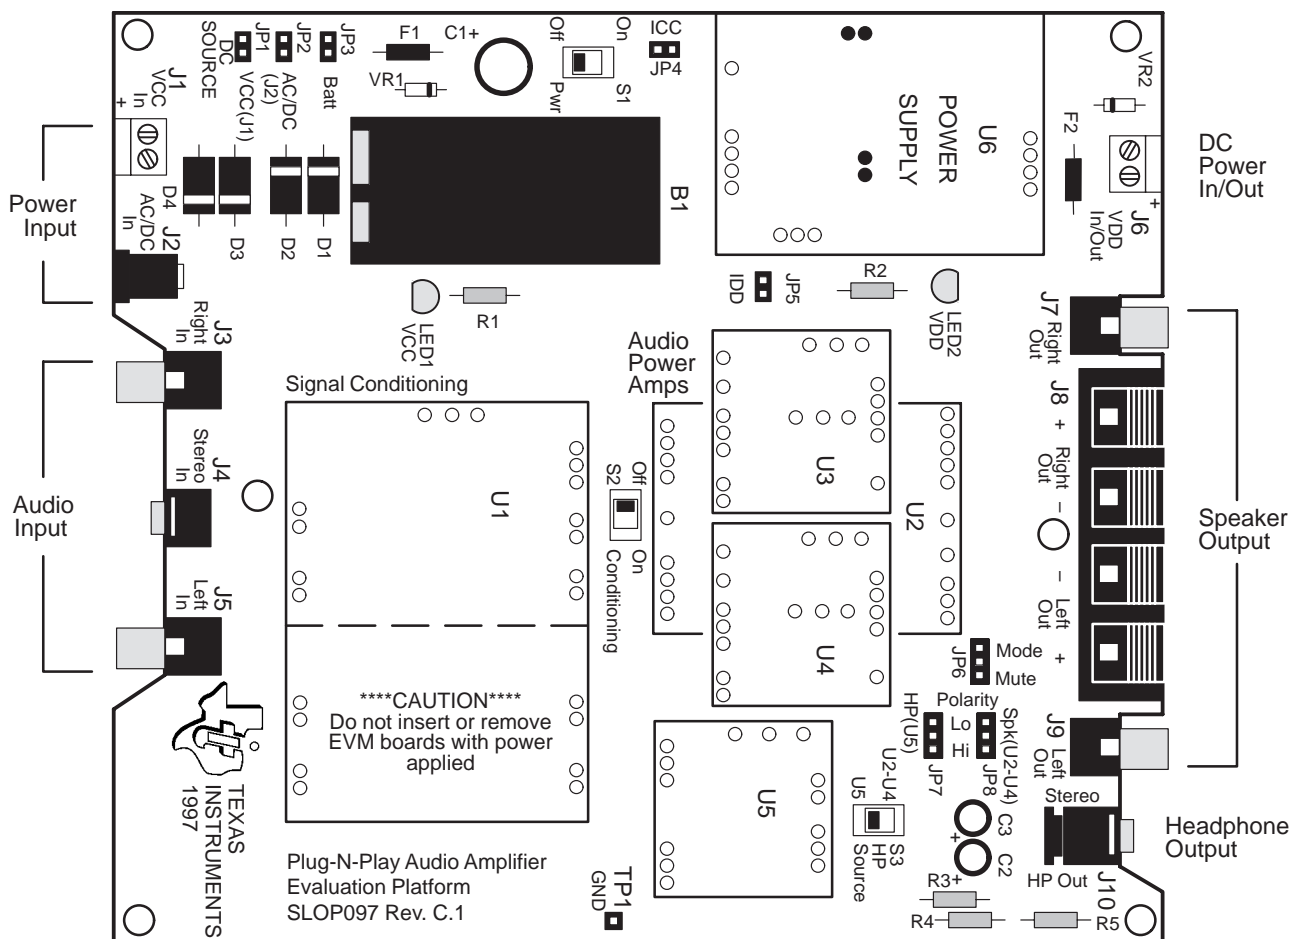 Off
On
ICC
JP4
S1
Pwr
F1
C1+
VR1
JP1
JP2
JP3
DC
SOURCE
VCC(J1)
AC/DC
(J2)
Batt
J1
VCC
In
+
D4
D3
D2
D1
AC/DC
In
J2
Power
Input
B1
U6
POWER
SUPPLY
VR2
F2
J6
VDD
In/Out
+
DC
Power
In/Out
LED1
VCC
R1
IDD
JP5
R2
LED2
VDD
J3
Right
In
J4
Stereo
In
J5
Left
In
Audio
Input
Signal Conditioning
U1
S2
Off
On
Conditioning
Audio
Power
Amps
U3
U2
U4
J7
Right
Out
J8
+
Right
Out
–
–
Left
Out
+
Speaker
Output
JP6
Mode
Mute
Polarity
HP(U5)
Lo
Hi
Spk(U2-U4)
JP7
JP8
J9
Left
Out
****CAUTION****
Do not insert or remove
EVM boards with power
applied
TEXAS
INSTRUMENTS
1997
Plug-N-Play Audio Amplifier
Evaluation Platform
SLOP097 Rev. C.1
TP1
GND
U5
U5
U2-U4
S3
HP
Source
C3
+
C2
R3+
R4
R5
Stereo
HP Out
J10
Headphone
Output